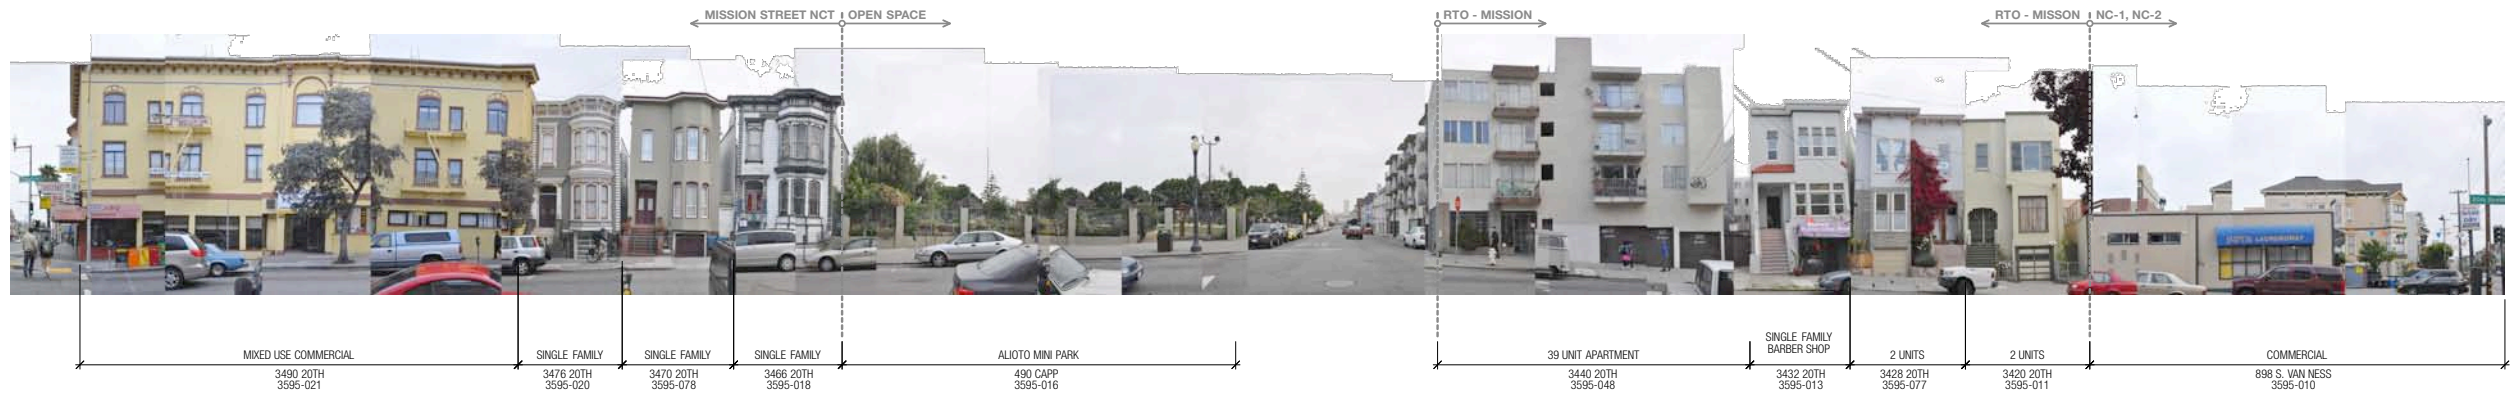 MISSION STREET NCT
OPEN SPACE
RTO - MISSION
RTO - MISSON
NC-1, NC-2
MIXED USE COMMERCIAL
3490 20TH
3595-021
SINGLE FAMILY
3476 20TH
3595-020
SINGLE FAMILY
3470 20TH
3595-078
SINGLE FAMILY
3466 20TH
3595-018
ALIOTO MINI PARK
490 CAPP
3595-016
39 UNIT APARTMENT
3440 20TH
3595-048
SINGLE FAMILY
BARBER SHOP
3432 20TH
3595-013
2 UNITS
3428 20TH
3595-077
2 UNITS
3420 20TH
3595-011
COMMERCIAL
898 S. VAN NESS
3595-010